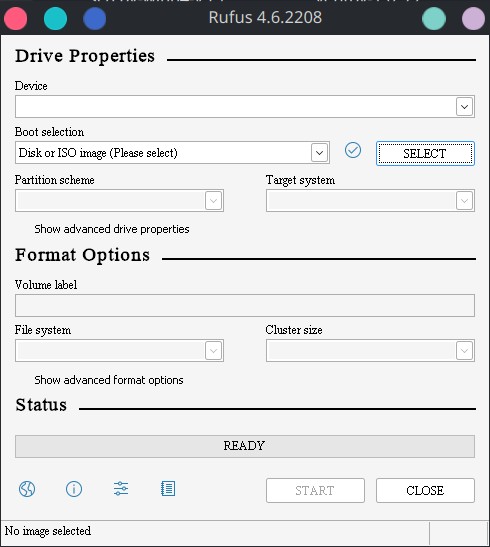 Rufus 4.6.2208
Drive Properties
Device
Boot selection
Disk or ISO image (Please select)
SELECT
Partition scheme
Target system
Show advanced drive properties
Format Options
Volume label
File system
Cluster size
Show advanced format options
Status
READY
START
CLOSE
No image selected